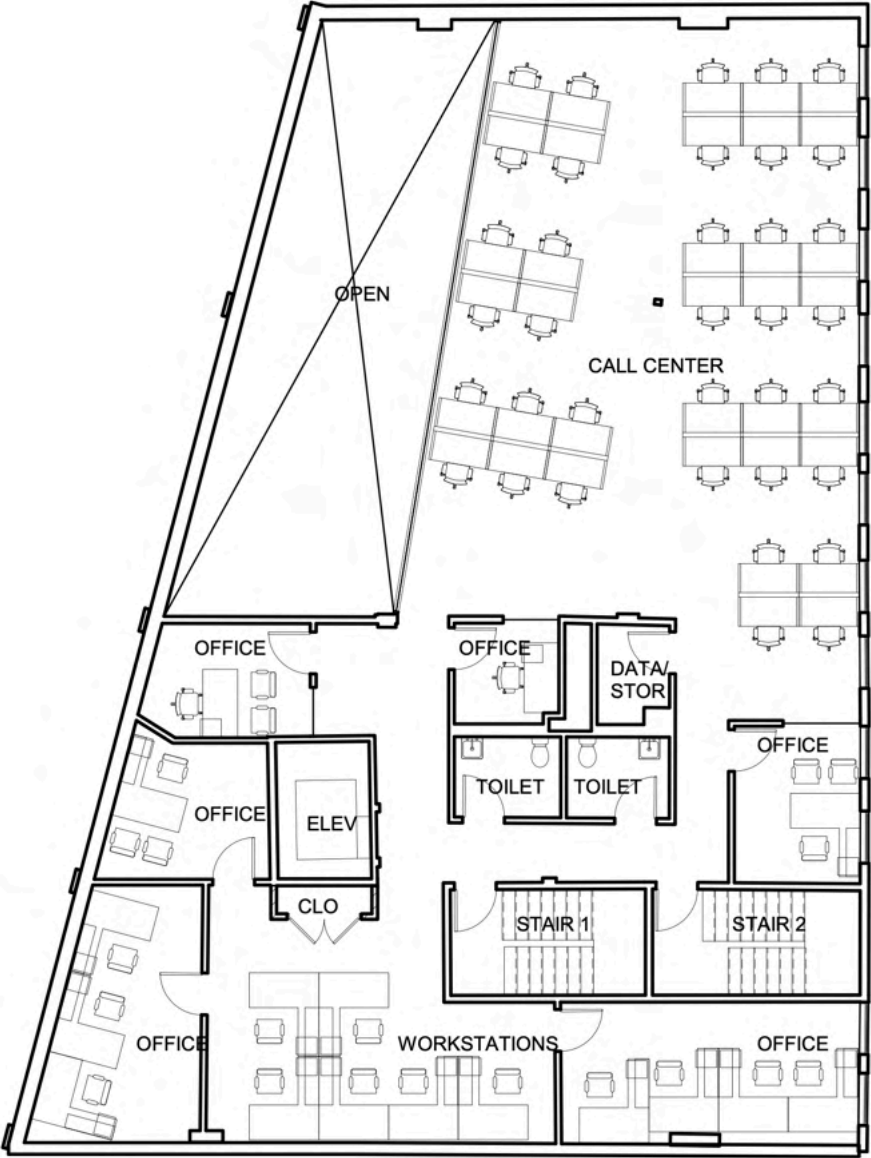 OPEN
CALL CENTER
OFFICE
OFFICE
DATA/
STOR
OFFICE
TOILET
TOILET
OFFICE
ELEV
CLO
STAIR 1
STAIR 2
OFFICE
WORKSTATIONS
OFFICE